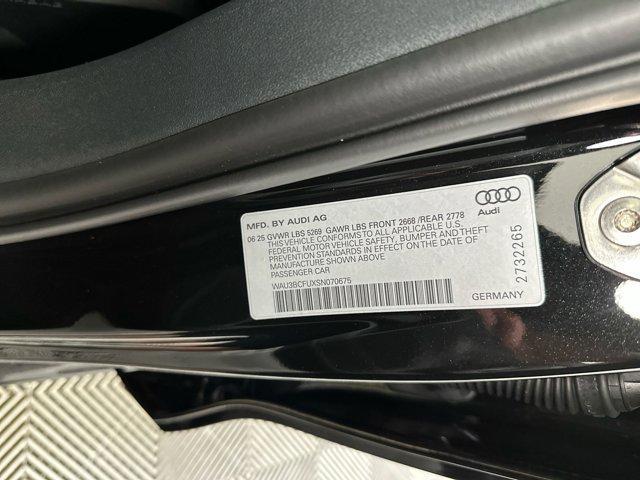 MFD. BY AUDI AG
06 25 GVWR LBS 5269 GAWR LBS FRONT 2668 /REAR 2778
THIS VEHICLE CONFORMS TO ALL APPLICABLE U.S.
FEDERAL MOTOR VEHICLE SAFETY, BUMPER AND THEFT
PREVENTION STANDARDS IN EFFECT ON THE DATE OF
MANUFACTURE SHOWN ABOVE
PASSENGER CAR
WAU3BCFUXSN070675
Audi
GERMANY
2732265